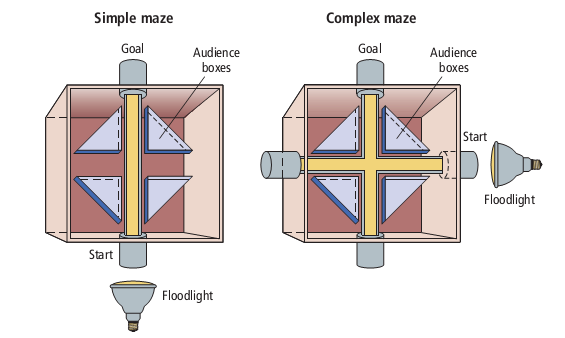 Simple maze
Goal
Audience
boxes
Start
Floodlight
Complex maze
Goal
Audience
boxes
Start
Floodlight